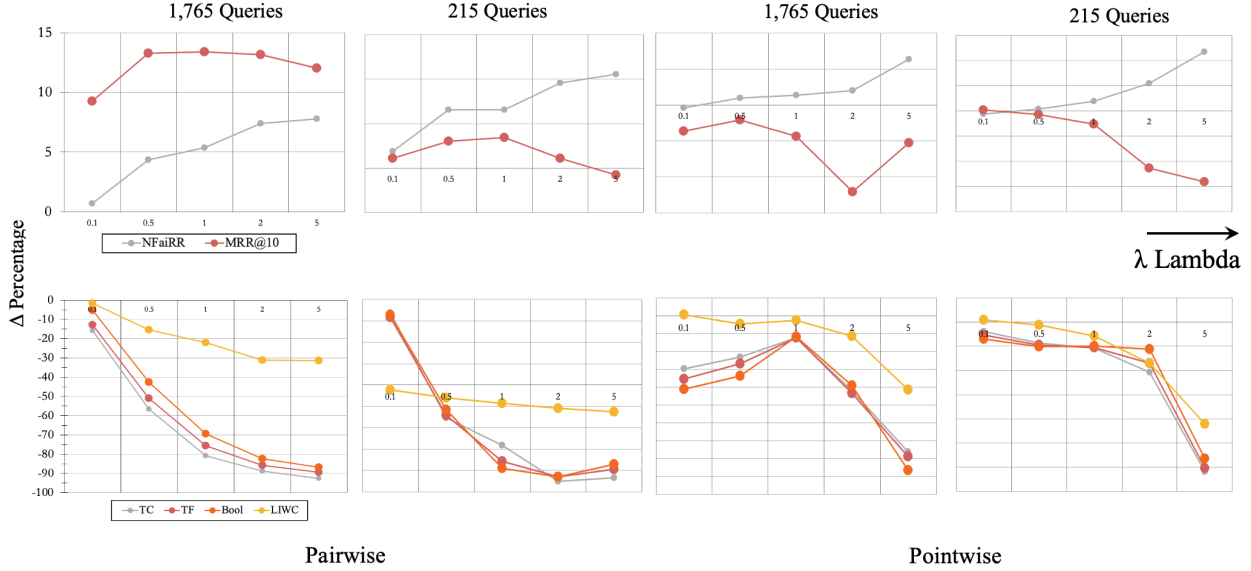 1,765 Queries
215 Queries
1,765 Queries
215 Queries
15
10
5
0
0.1 0.5 1 2 5
0.1 0.5 1 2 5
0.1 0.5 1 2 5
0.1 0.5 1 2 5
NFaiRR MRR@10
λ Lambda
Δ Percentage
0
-10
-20
-30
-40
-50
-60
-70
-80
-90
-100
0.1 0.5 1 2 5
0.1 0.5 1 2 5
0.1 0.5 1 2 5
0.1 0.5 1 2 5
TC TF Bool LIWC
Pairwise
Pointwise